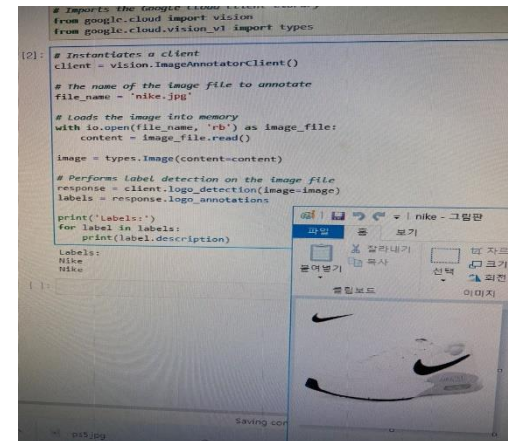 # Imports the Google Cloud client library
from google.cloud import vision
from google.cloud.vision_v1 import types
[2]: # Instantiates a client
client = vision.ImageAnnotatorClient()
# The name of the image file to annotate
file_name = 'nike.jpg'
# Loads the image into memory
with io.open(file_name, 'rb') as image_file:
content = image_file.read()
image = types.Image(content=content)
# Performs label detection on the image file
response = client.logo_detection(image=image)
labels = response.logo_annotations
print('Labels:')
for label in labels:
print(label.description)
Labels:
Nike
Nike
[ ]:
nike - 그림판
파일 홈 보기
붙여넣기
잘라내기
복사
클립보드
선택
자르
크기
회전
이미지
Saving cor
ps5.jpg